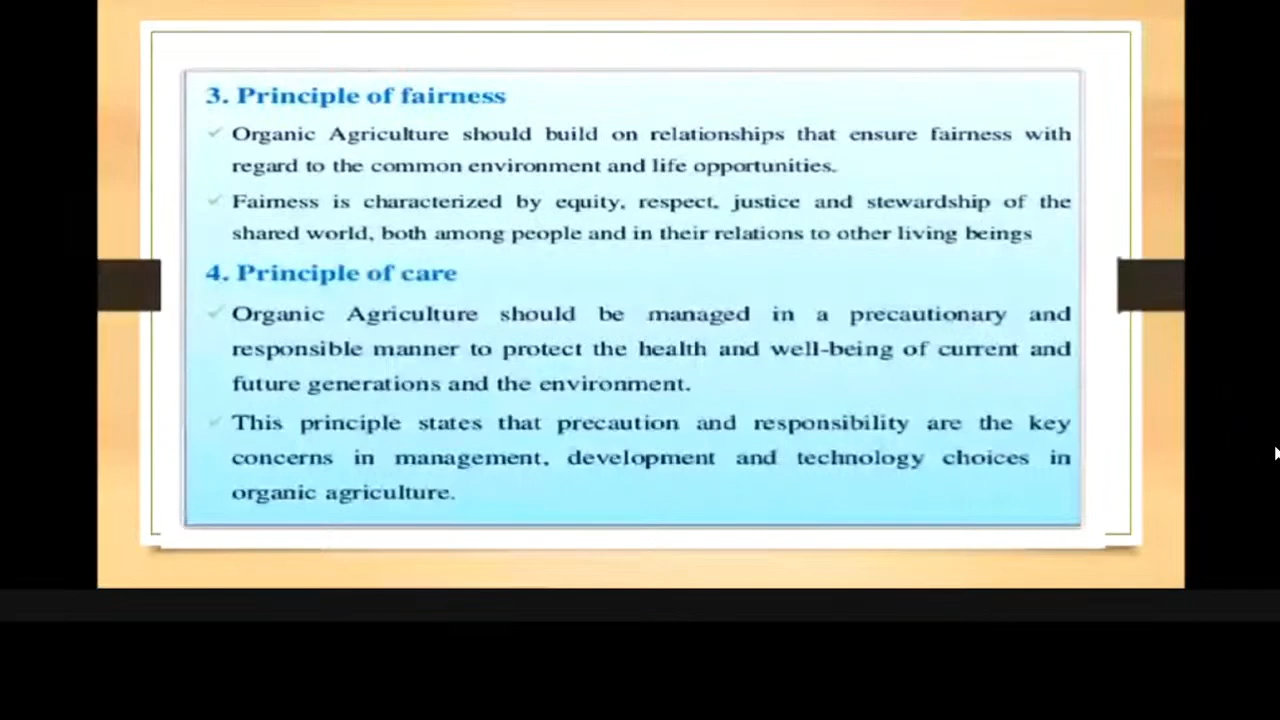 3. Principle of fairness
Organic Agriculture should build on relationships that ensure fairness with
regard to the common environment and life opportunities.
Fairness is characterized by equity, respect, justice and stewardship of the
shared world, both among people and in their relations to other living beings
4. Principle of care
Organic Agriculture should be managed in a precautionary and
responsible manner to protect the health and well-being of current and
future generations and the environment.
This principle states that precaution and responsibility are the key
concerns in management, development and technology choices in
organic agriculture.